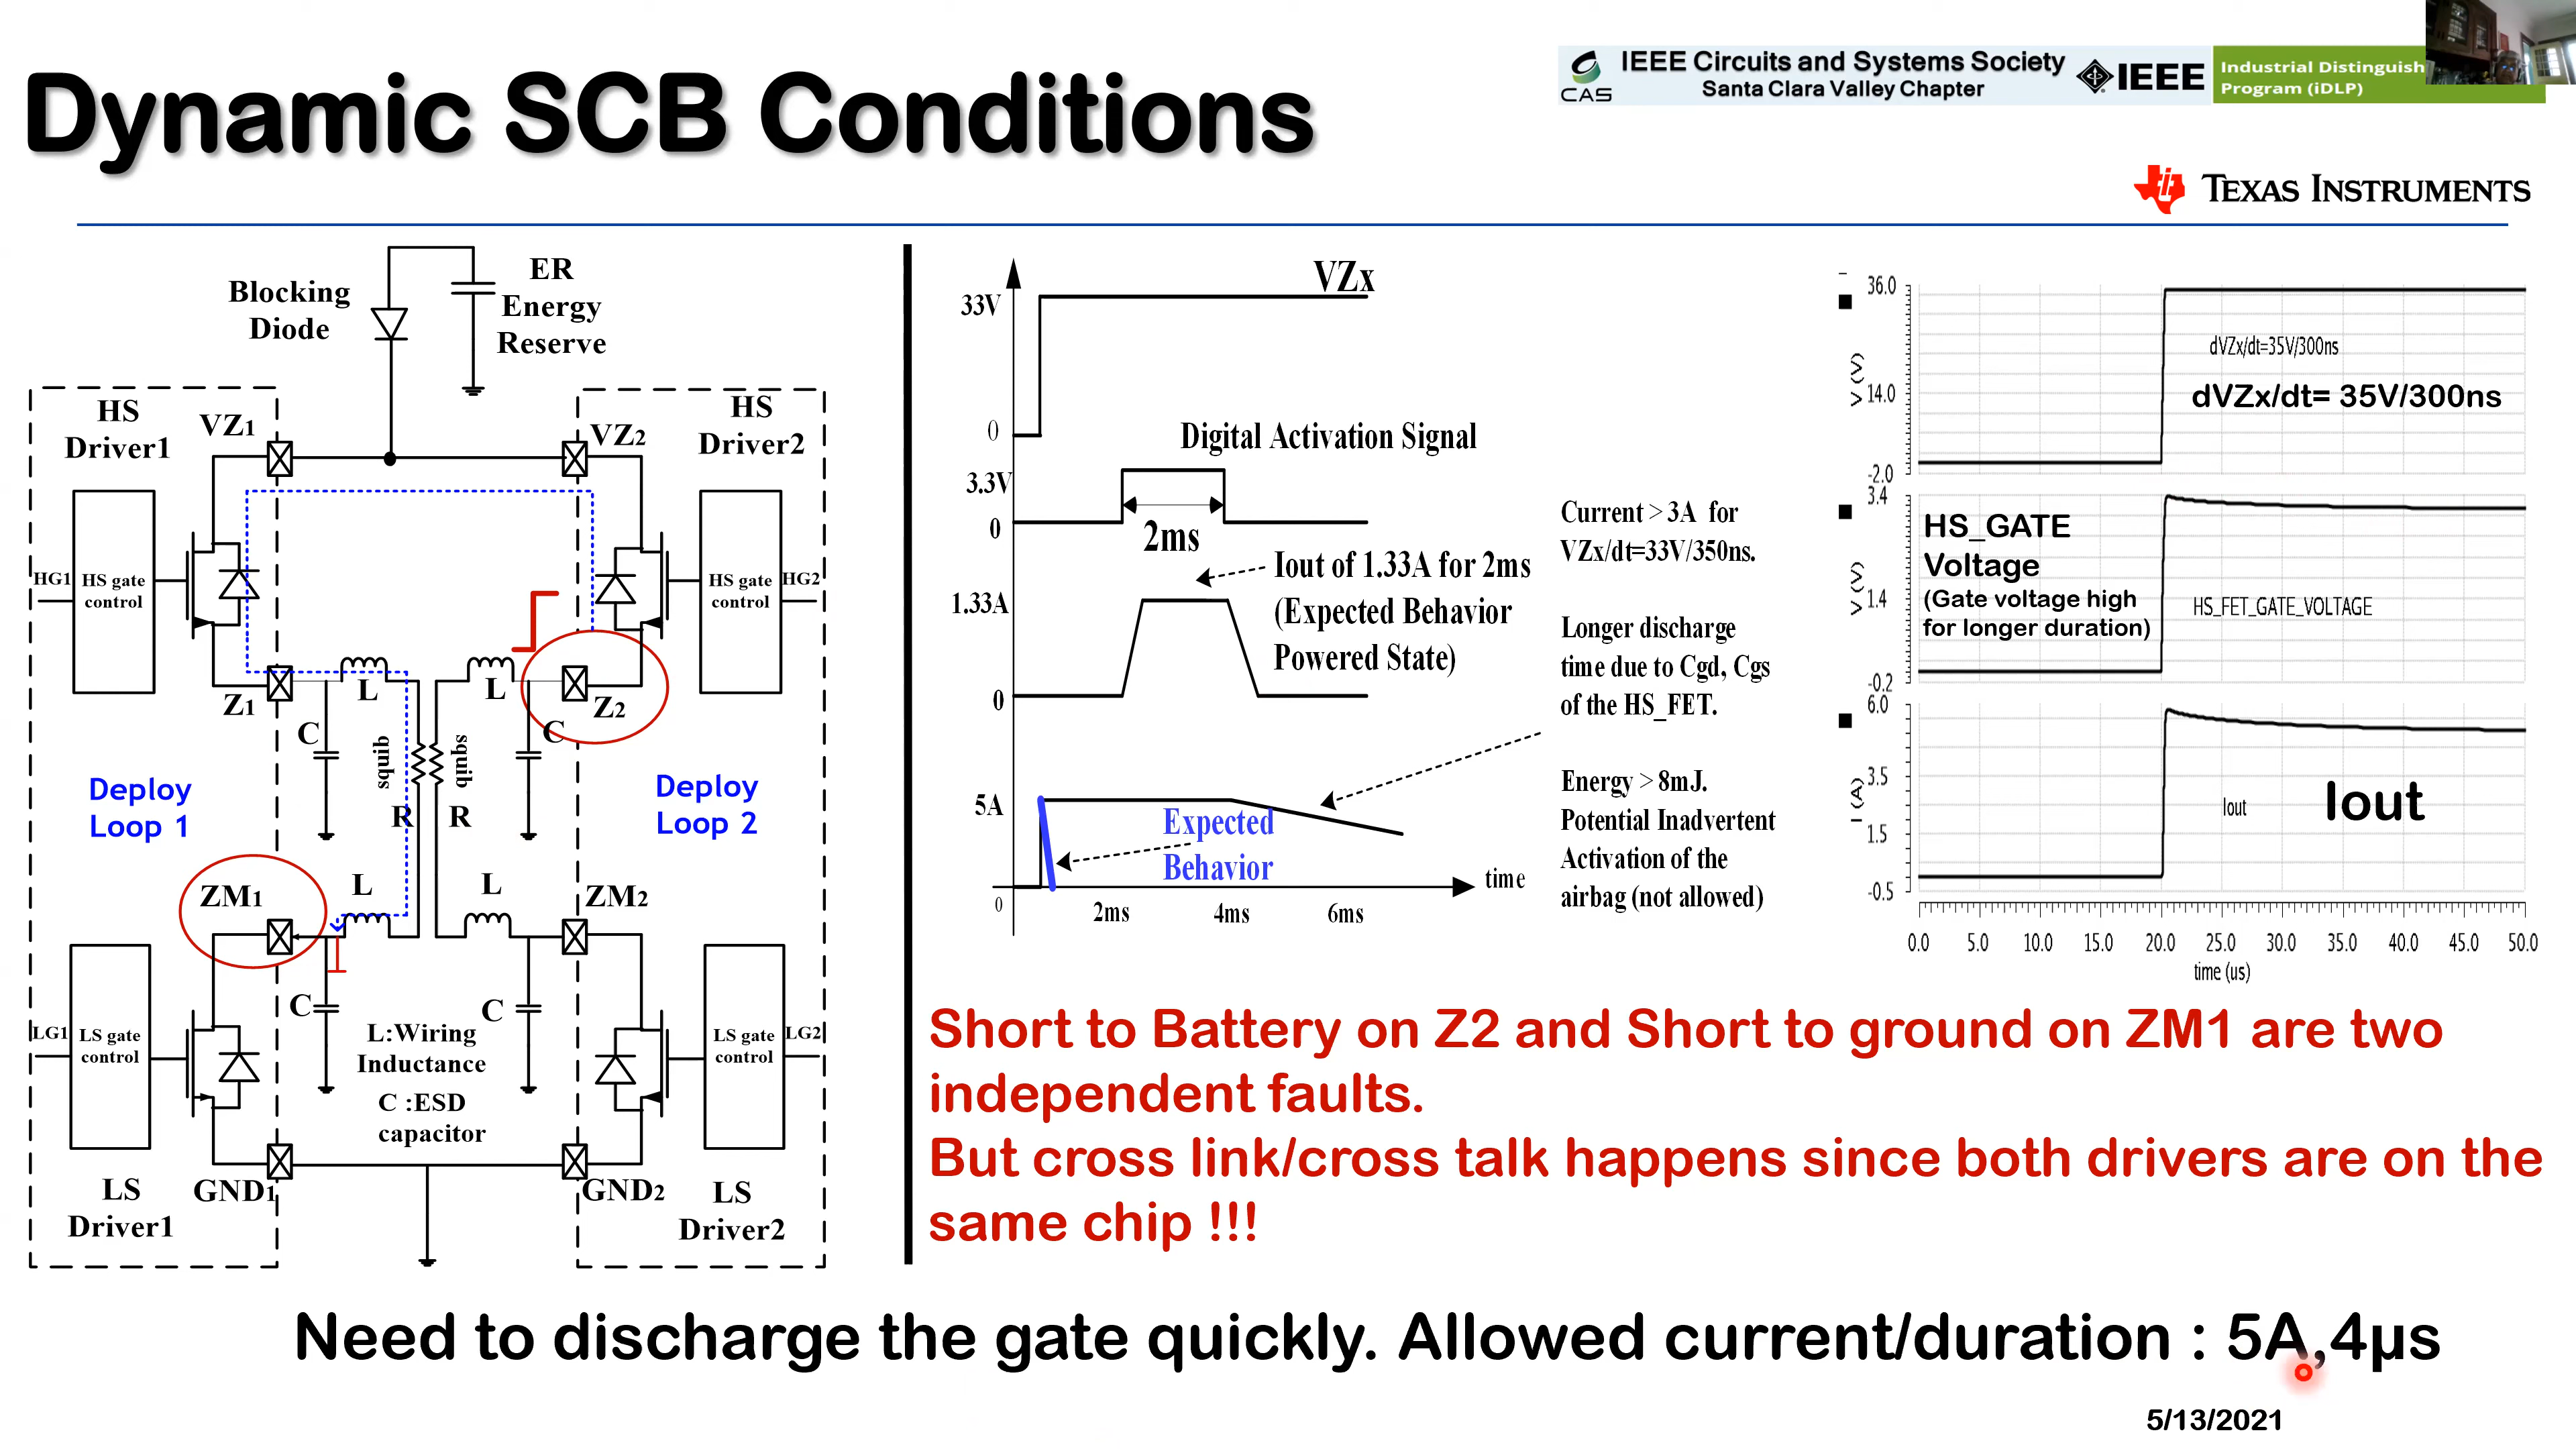 Dynamic SCB Conditions
CAS
IEEE Circuits and Systems Society
Santa Clara Valley Chapter
IEEE
Industrial Distinguish
Program (iDLP)
TEXAS INSTRUMENTS
Blocking
Diode
ER
Energy
Reserve
HS
Driver1
VZ1
VZ2
HS
Driver2
HG1
HS gate
control
HS gate
control
HG2
Z1
L
L
Z2
C
C
squib
squib
R
R
Deploy
Loop 1
Deploy
Loop 2
ZM1
L
L
ZM2
C
C
LG1
LS gate
control
L:Wiring
Inductance
C :ESD
capacitor
LS gate
control
LG2
LS
Driver1
GND1
GND2
LS
Driver2
VZx
33V
0
Digital Activation Signal
3.3V
0
2ms
Iout of 1.33A for 2ms
(Expected Behavior
Powered State)
1.33A
0
5A
Expected
Behavior
time
0
2ms
4ms
6ms
Current > 3A for
VZx/dt=33V/350ns.
Longer discharge
time due to Cgd, Cgs
of the HS_FET.
Energy > 8mJ.
Potential Inadvertent
Activation of the
airbag (not allowed)
36.0
V (V)
14.0
-2.0
dVZx/dt=35V/300ns
dVZx/dt= 35V/300ns
3.4
V (V)
1.4
-0.2
HS_GATE
Voltage
(Gate voltage high
for longer duration)
HS_FET_GATE_VOLTAGE
6.0
3.5
I (A)
1.5
-0.5
Iout
Iout
0.0 5.0 10.0 15.0 20.0 25.0 30.0 35.0 40.0 45.0 50.0
time (us)
Short to Battery on Z2 and Short to ground on ZM1 are two
independent faults.
But cross link/cross talk happens since both drivers are on the
same chip !!!
Need to discharge the gate quickly. Allowed current/duration : 5A,4µs
5/13/2021